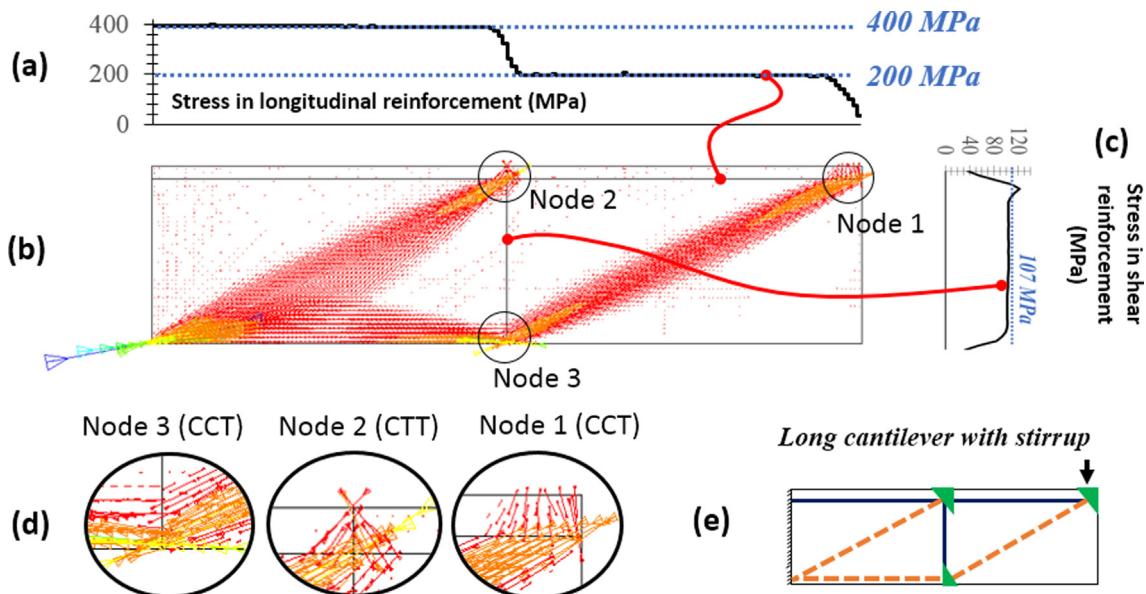 (a)
400
200
0
400 MPa
200 MPa
Stress in longitudinal reinforcement (MPa)
(b)
Node 2
Node 1
Node 3
(c)
0
40
80
120
107 MPa
Stress in shear
reinforcement
(MPa)
(d)
Node 3 (CCT)
Node 2 (CTT)
Node 1 (CCT)
(e)
Long cantilever with stirrup